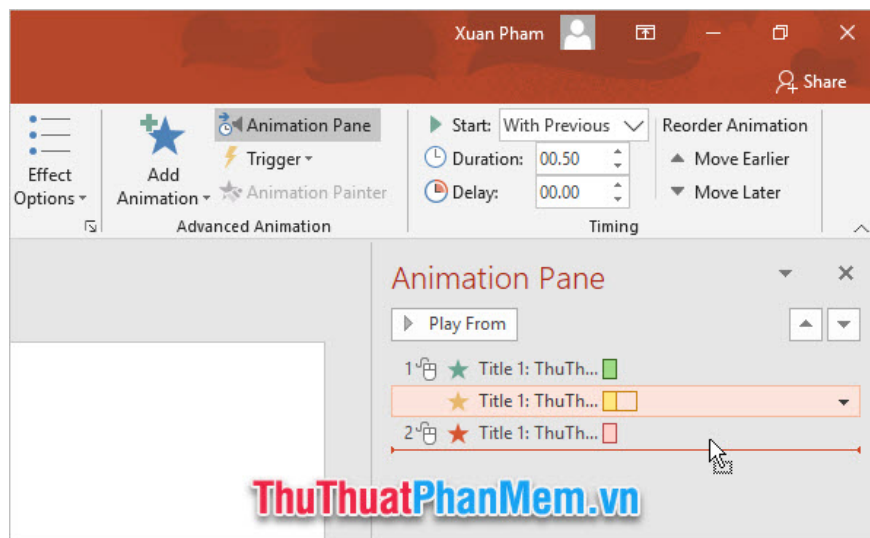 Xuan Pham
Share
Effect Options
Add Animation
Animation Pane
Trigger
Animation Painter
Advanced Animation
Start: With Previous
Duration: 00.50
Delay: 00.00
Timing
Reorder Animation
Move Earlier
Move Later
Animation Pane
Play From
1 Title 1: ThuTh...
Title 1: ThuTh...
2 Title 1: ThuTh...
ThuThuatPhanMem.vn